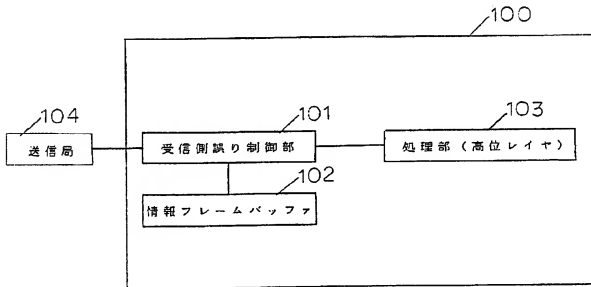 100
104
101
103
送信局
受信側誤り制御部
処理部（高位レイヤ）
102
情報フレームバッファ